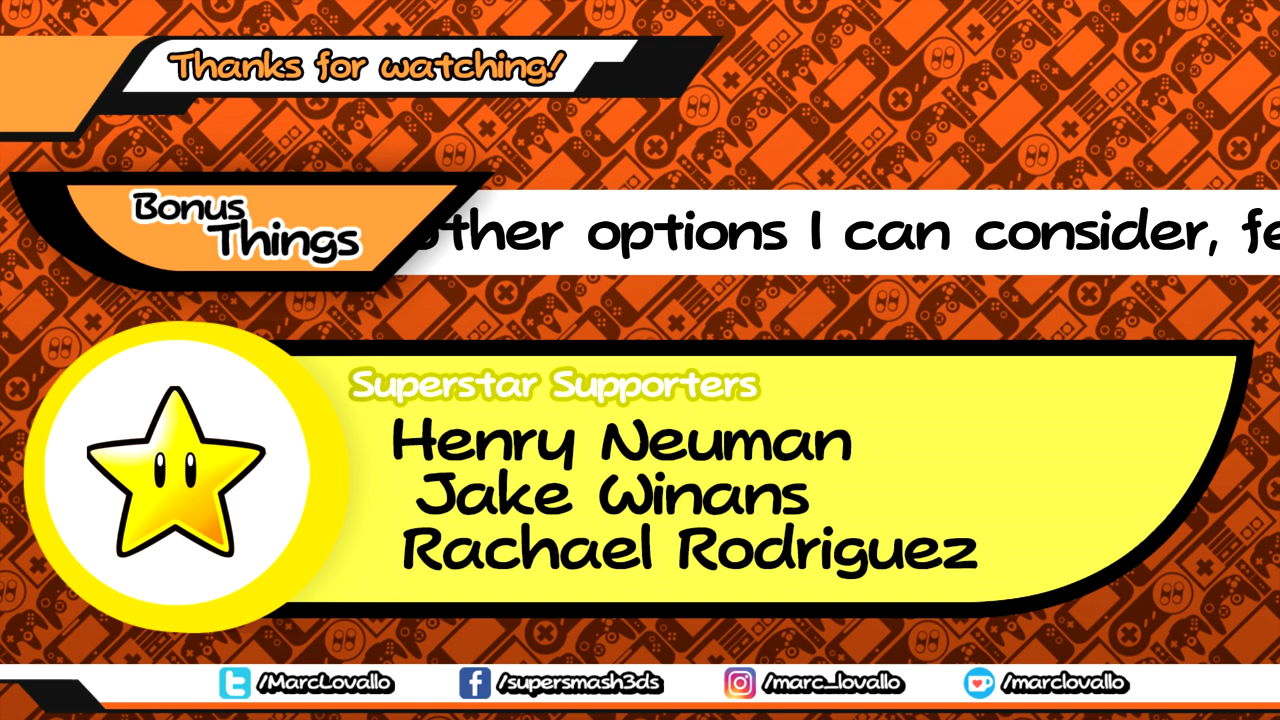 Thanks for watching!
Bonus
Things
other options I can consider,
Superstar Supporters
Henry Neuman
Jake Winans
Rachael Rodriguez
/MarcLovallo /supersmash3ds /marc_lovallo /marclovallo